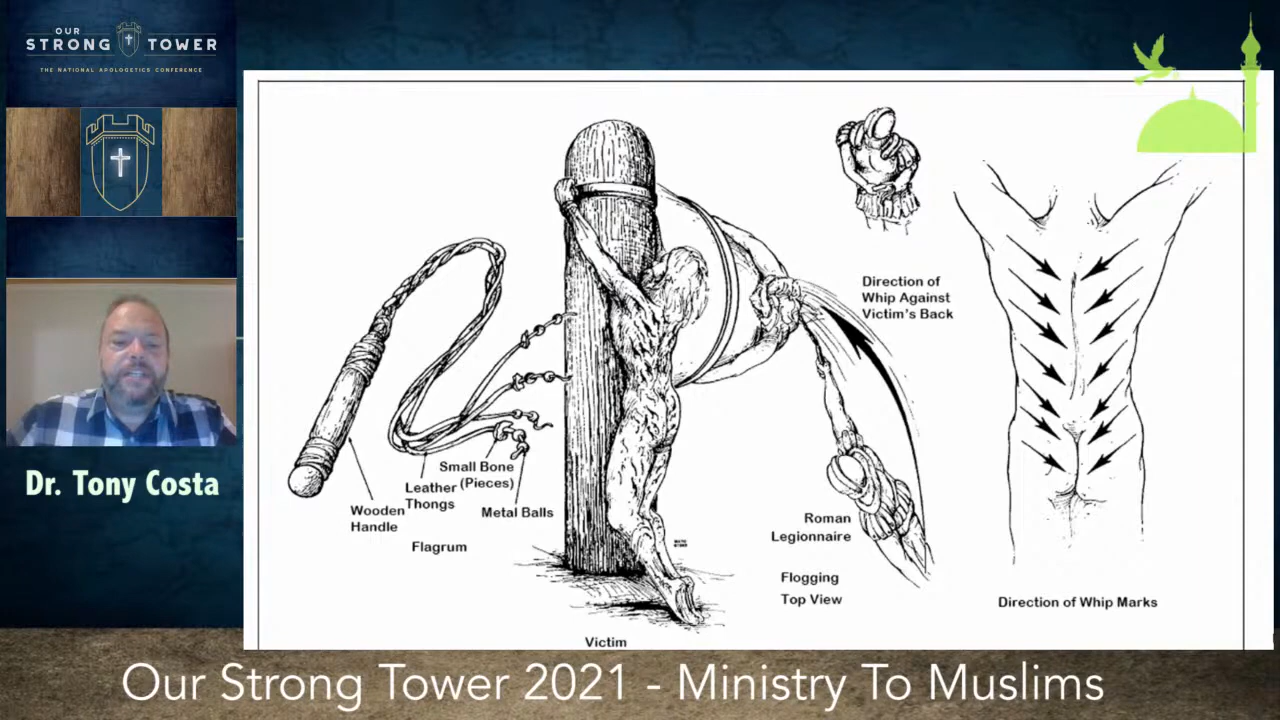 OUR
STRONG TOWER
THE NATIONAL APOLOGETICS CONFERENCE
Dr. Tony Costa
Wooden
Handle
Leather
Thongs
Small Bone
(Pieces)
Metal Balls
Flagrum
Victim
Direction of
Whip Against
Victim's Back
Roman
Legionnaire
Flogging
Top View
Direction of Whip Marks
Our Strong Tower 2021 - Ministry To Muslims